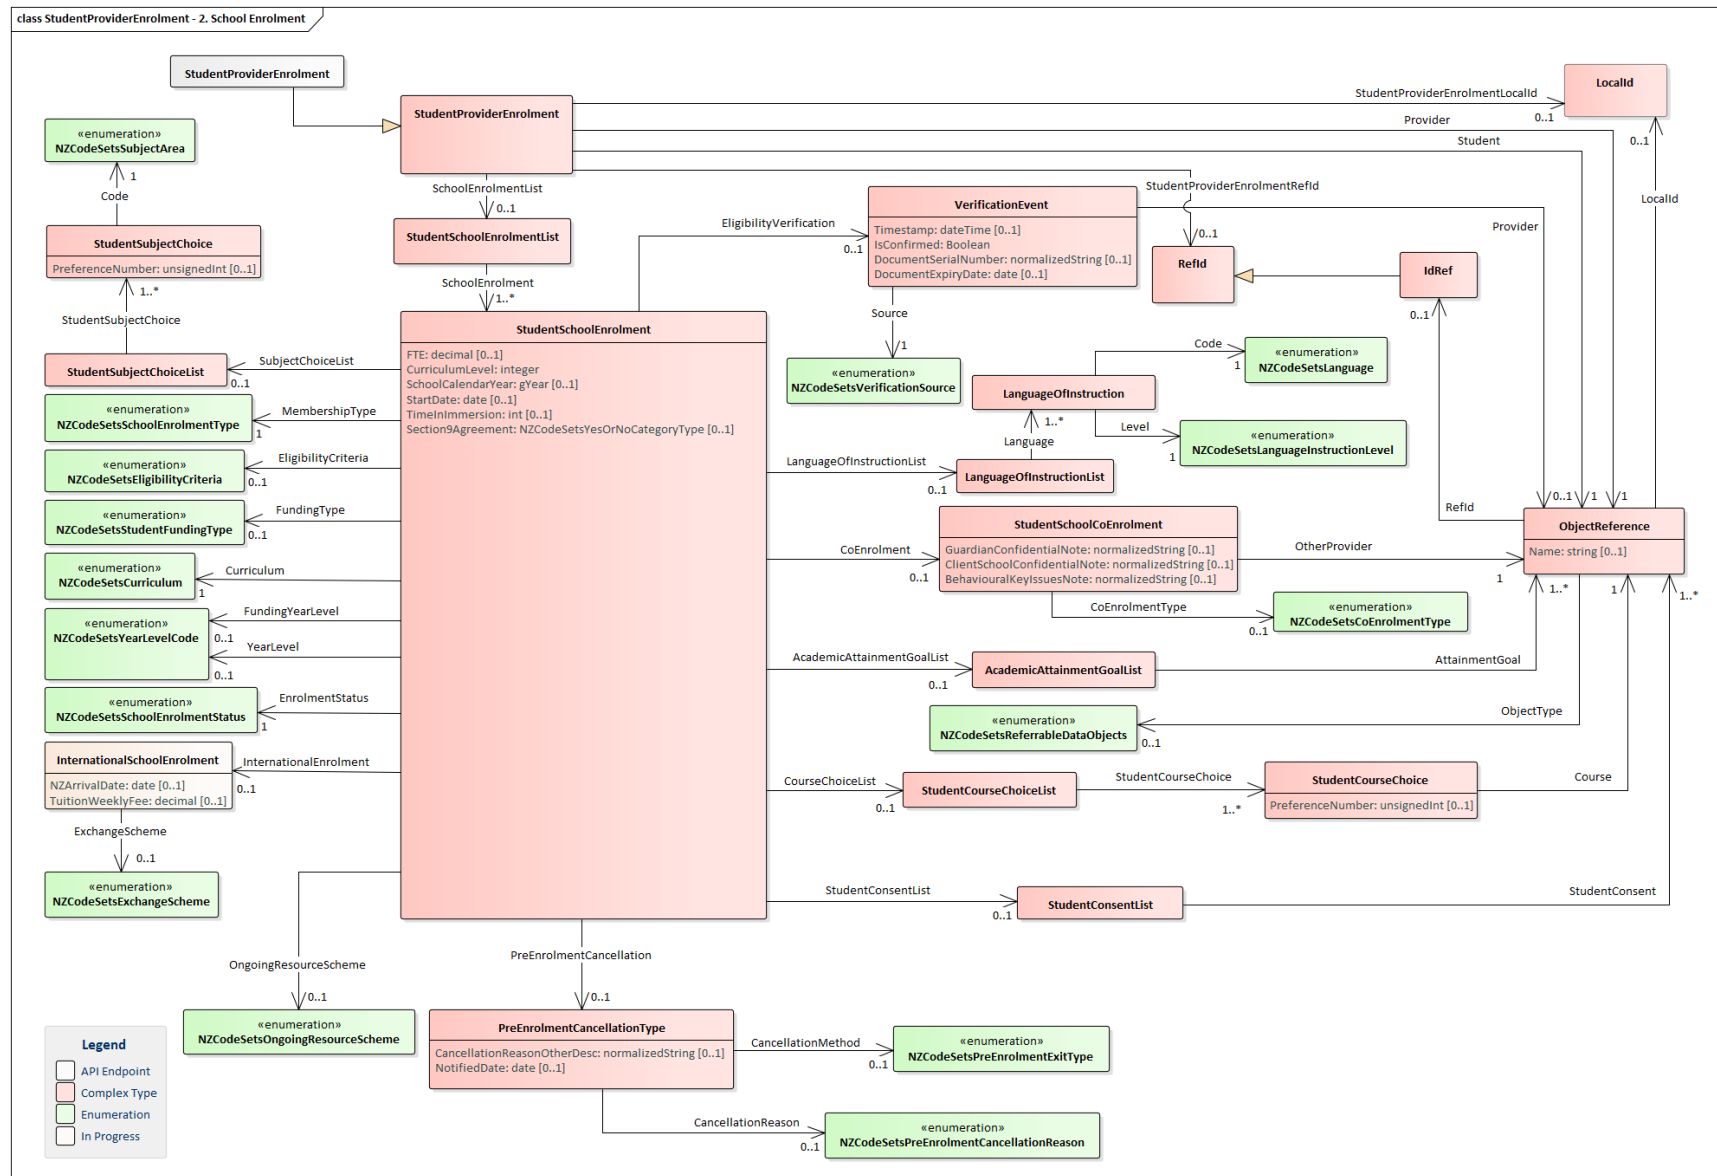 class StudentProviderEnrolment - 2. School Enrolment
StudentProviderEnrolment
StudentProviderEnrolment
LocalId
StudentProviderEnrolmentLocalId
0..1
Provider
Student
0..1
LocalId
«enumeration»
NZCodeSetsSubjectArea
1
Code
StudentSubjectChoice
PreferenceNumber: unsignedInt [0..1]
1..*
StudentSubjectChoice
StudentSubjectChoiceList
SchoolEnrolmentList
0..1
StudentSchoolEnrolmentList
SchoolEnrolment
1..*
StudentProviderEnrolmentRefId
0..1
EligibilityVerification
0..1
VerificationEvent
Timestamp: dateTime [0..1]
IsConfirmed: Boolean
DocumentSerialNumber: normalizedString [0..1]
DocumentExpiryDate: date [0..1]
Provider
RefId
IdRef
0..1
Source
1
«enumeration»
NZCodeSetsVerificationSource
StudentSchoolEnrolment
FTE: decimal [0..1]
CurriculumLevel: integer
SchoolCalendarYear: gYear [0..1]
StartDate: date [0..1]
TimeInImmersion: int [0..1]
Section9Agreement: NZCodeSetsYesOrNoCategoryType [0..1]
SubjectChoiceList
0..1
«enumeration»
NZCodeSetsSchoolEnrolmentType
MembershipType
1
«enumeration»
NZCodeSetsEligibilityCriteria
EligibilityCriteria
0..1
«enumeration»
NZCodeSetsStudentFundingType
FundingType
0..1
«enumeration»
NZCodeSetsCurriculum
Curriculum
1
«enumeration»
NZCodeSetsYearLevelCode
FundingYearLevel
0..1
YearLevel
0..1
«enumeration»
NZCodeSetsSchoolEnrolmentStatus
EnrolmentStatus
1
InternationalSchoolEnrolment
NZArrivalDate: date [0..1]
TuitionWeeklyFee: decimal [0..1]
InternationalEnrolment
0..1
ExchangeScheme
0..1
«enumeration»
NZCodeSetsExchangeScheme
Code
1
«enumeration»
NZCodeSetsLanguage
LanguageOfInstruction
Level
1
«enumeration»
NZCodeSetsLanguageInstructionLevel
1..*
Language
LanguageOfInstructionList
0..1
LanguageOfInstructionList
RefId
0..1
1
1
ObjectReference
Name: string [0..1]
CoEnrolment
0..1
StudentSchoolCoEnrolment
GuardianConfidentialNote: normalizedString [0..1]
ClientSchoolConfidentialNote: normalizedString [0..1]
BehaviouralKeyIssuesNote: normalizedString [0..1]
OtherProvider
1
1..*
1
1..*
CoEnrolmentType
0..1
«enumeration»
NZCodeSetsCoEnrolmentType
AcademicAttainmentGoalList
0..1
AcademicAttainmentGoalList
AttainmentGoal
«enumeration»
NZCodeSetsReferrableDataObjects
ObjectType
0..1
CourseChoiceList
0..1
StudentCourseChoiceList
StudentCourseChoice
1..*
StudentCourseChoice
PreferenceNumber: unsignedInt [0..1]
Course
StudentConsentList
0..1
StudentConsentList
StudentConsent
OngoingResourceScheme
0..1
«enumeration»
NZCodeSetsOngoingResourceScheme
PreEnrolmentCancellation
0..1
PreEnrolmentCancellationType
CancellationReasonOtherDesc: normalizedString [0..1]
NotifiedDate: date [0..1]
CancellationMethod
0..1
«enumeration»
NZCodeSetsPreEnrolmentExitType
CancellationReason
0..1
«enumeration»
NZCodeSetsPreEnrolmentCancellationReason
Legend
API Endpoint
Complex Type
Enumeration
In Progress